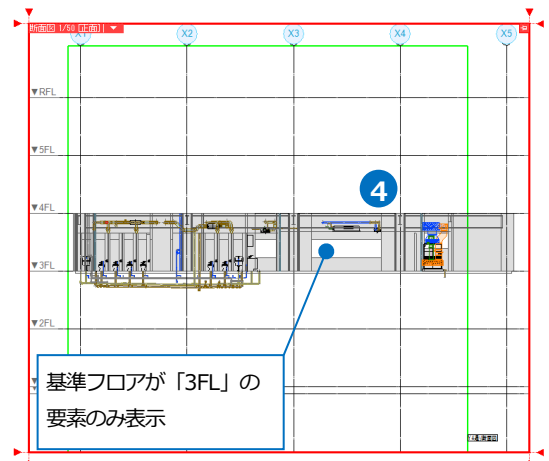 断面図 1/50 [正面]
X1 X2 X3 X4 X5
▼RFL
▼5FL
▼4FL
4
▼3FL
▼2FL
基準フロアが「3FL」の
要素のみ表示